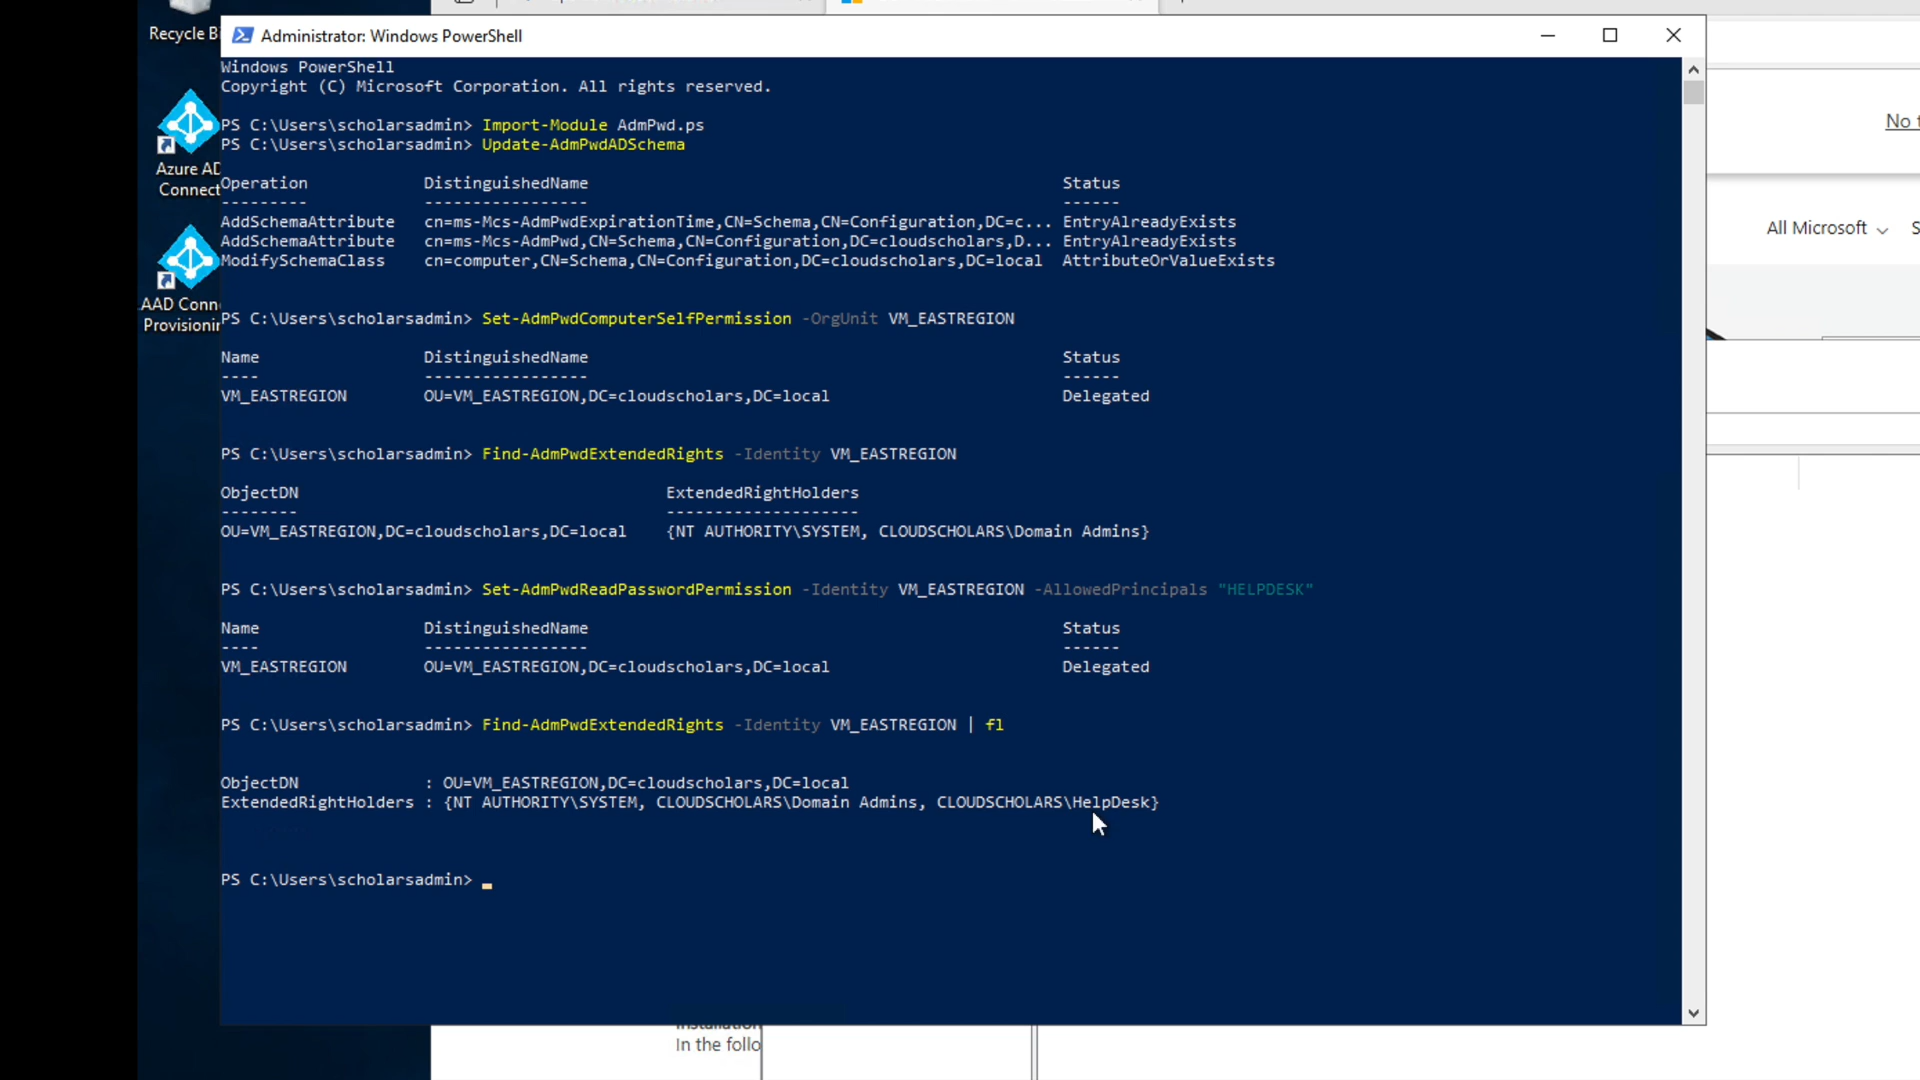 Recycle Bi
Administrator: Windows PowerShell
Windows PowerShell
Copyright (C) Microsoft Corporation. All rights reserved.
PS C:\Users\scholarsadmin> Import-Module AdmPwd.ps
PS C:\Users\scholarsadmin> Update-AdmPwdADSchema
Operation DistinguishedName Status
--------- ----------------- ------
AddSchemaAttribute cn=ms-Mcs-AdmPwdExpirationTime,CN=Schema,CN=Configuration,DC=c... EntryAlreadyExists
AddSchemaAttribute cn=ms-Mcs-AdmPwd,CN=Schema,CN=Configuration,DC=cloudscholars,D... EntryAlreadyExists
ModifySchemaClass cn=computer,CN=Schema,CN=Configuration,DC=cloudscholars,DC=local AttributeOrValueExists
PS C:\Users\scholarsadmin> Set-AdmPwdComputerSelfPermission -OrgUnit VM_EASTREGION
Name DistinguishedName Status
---- ----------------- ------
VM_EASTREGION OU=VM_EASTREGION,DC=cloudscholars,DC=local Delegated
PS C:\Users\scholarsadmin> Find-AdmPwdExtendedRights -Identity VM_EASTREGION
ObjectDN ExtendedRightHolders
-------- --------------------
OU=VM_EASTREGION,DC=cloudscholars,DC=local {NT AUTHORITY\SYSTEM, CLOUDSCHOLARS\Domain Admins}
PS C:\Users\scholarsadmin> Set-AdmPwdReadPasswordPermission -Identity VM_EASTREGION -AllowedPrincipals "HELPDESK"
Name DistinguishedName Status
---- ----------------- ------
VM_EASTREGION OU=VM_EASTREGION,DC=cloudscholars,DC=local Delegated
PS C:\Users\scholarsadmin> Find-AdmPwdExtendedRights -Identity VM_EASTREGION | fl
ObjectDN : OU=VM_EASTREGION,DC=cloudscholars,DC=local
ExtendedRightHolders : {NT AUTHORITY\SYSTEM, CLOUDSCHOLARS\Domain Admins, CLOUDSCHOLARS\HelpDesk}
PS C:\Users\scholarsadmin>
Azure AD
Connect
AAD Conn
Provisionin
No t
All Microsoft
S
In the follo